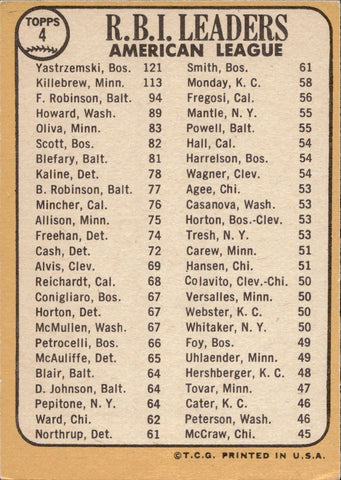 TOPPS
4
R.B.I. LEADERS
AMERICAN LEAGUE
Yastrzemski, Bos. 121
Killebrew, Minn. 113
F. Robinson, Balt. 94
Howard, Wash. 89
Oliva, Minn. 83
Scott, Bos. 82
Blefary, Balt. 81
Kaline, Det. 78
B. Robinson, Balt. 77
Mincher, Cal. 76
Allison, Minn. 75
Freehan, Det. 74
Cash, Det. 72
Alvis, Clev. 69
Reichardt, Cal. 68
Conigliaro, Bos. 67
Horton, Det. 67
McMullen, Wash. 67
Petrocelli, Bos. 66
McAuliffe, Det. 65
Blair, Balt. 64
D. Johnson, Balt. 64
Pepitone, N. Y. 64
Ward, Chi. 62
Northrup, Det. 61
Smith, Bos. 61
Monday, K. C. 58
Fregosi, Cal. 56
Mantle, N. Y. 55
Powell, Balt. 55
Hall, Cal. 54
Harrelson, Bos. 54
Wagner, Clev. 54
Agee, Chi. 53
Casanova, Wash. 53
Horton, Bos.-Clev. 53
Tresh, N. Y. 53
Carew, Minn. 51
Hansen, Chi. 51
Colavito, Clev.-Chi. 50
Versalles, Minn. 50
Webster, K. C. 50
Whitaker, N. Y. 50
Foy, Bos. 49
Uhlaender, Minn. 49
Hershberger, K. C. 48
Tovar, Minn. 47
Cater, K. C. 46
Peterson, Wash. 46
McCraw, Chi. 45
©T.C.G. PRINTED IN U.S.A.